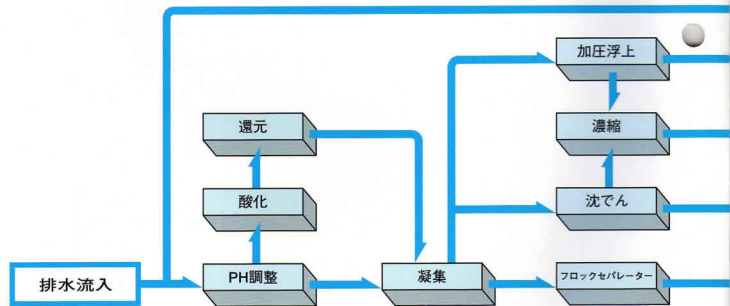 加圧浮上
還元
濃縮
酸化
沈でん
排水流入
PH調整
凝集
フロックセパレーター